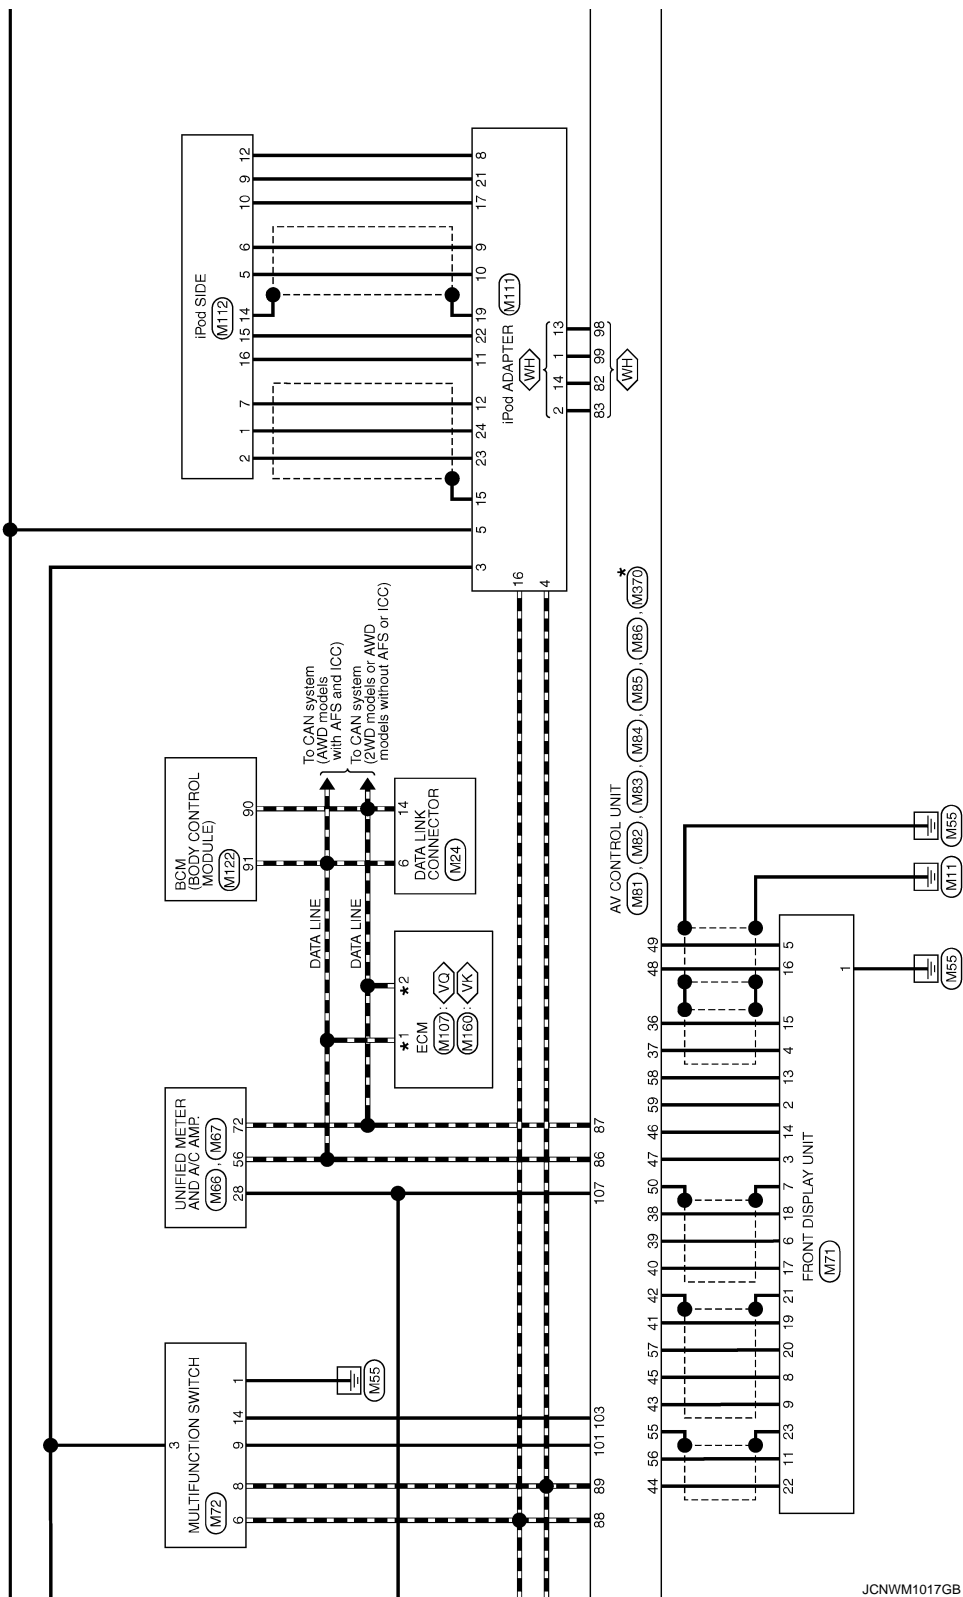 iPod SIDE
M112
12
9
10
6
5
14
15
16
7
1
2
8
21
17
9
10
19
22
11
12
24
23
15
5
3
iPod ADAPTER
M111
WH
13
1
14
2
98
99
82
83
WH
16
4
To CAN system
(AWD models
with AFS and ICC)
To CAN system
(2WD models or AWD
models without AFS or ICC)
BCM
(BODY CONTROL
MODULE)
M122
90
91
14
6
DATA LINK
CONNECTOR
M24
DATA LINE
DATA LINE
*2
*1
ECM
M107 : VQ
M160 : VK
UNIFIED METER
AND A/C AMP.
M66 , M67
72
56
28
87
86
107
AV CONTROL UNIT
M81 , M82 , M83 , M84 , M85 , M86 , M370 *
MULTIFUNCTION SWITCH
M72
3
1
14
9
8
6
M55
103
101
89
88
49
48
36
37
58
59
46
47
50
38
39
40
42
41
57
45
43
55
56
44
5
16
15
4
13
2
14
3
7
18
6
17
21
19
20
8
9
23
11
22
1
FRONT DISPLAY UNIT
M71
M55
M11
M55
JCNWM1017GB